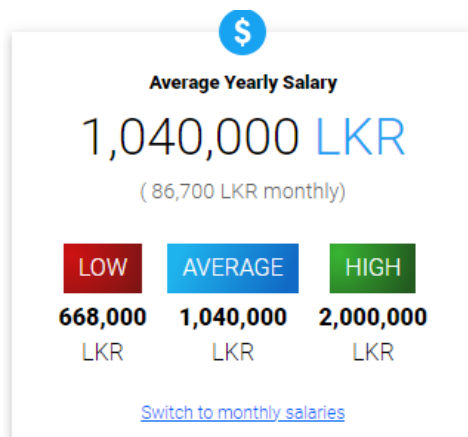 $
Average Yearly Salary
1,040,000 LKR
( 86,700 LKR monthly)
LOW AVERAGE HIGH
668,000 1,040,000 2,000,000
LKR LKR LKR
Switch to monthly salaries